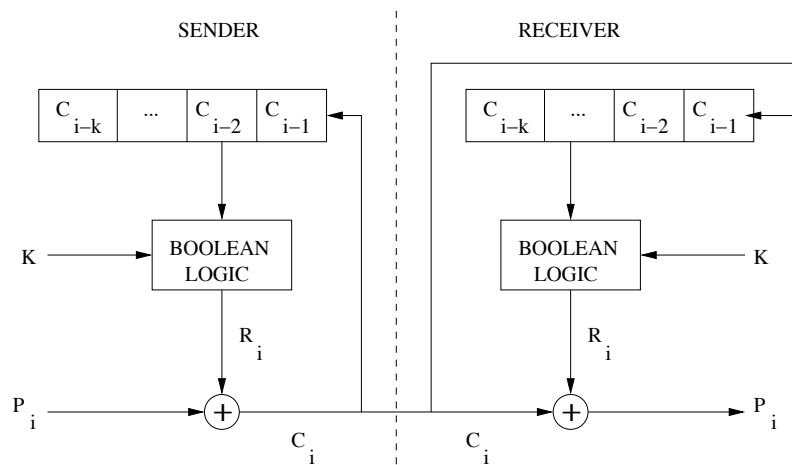 SENDER RECEIVER
C i–k ... C i–2 C i–1 C i–k ... C i–2 C i–1
K BOOLEAN LOGIC BOOLEAN LOGIC K
R i R i
P i + + P i
C i C i